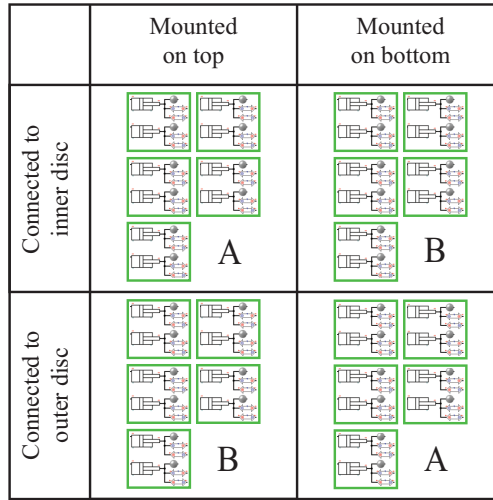 Mounted
on top
Mounted
on bottom
Connected to
inner disc
A
B
Connected to
outer disc
B
A